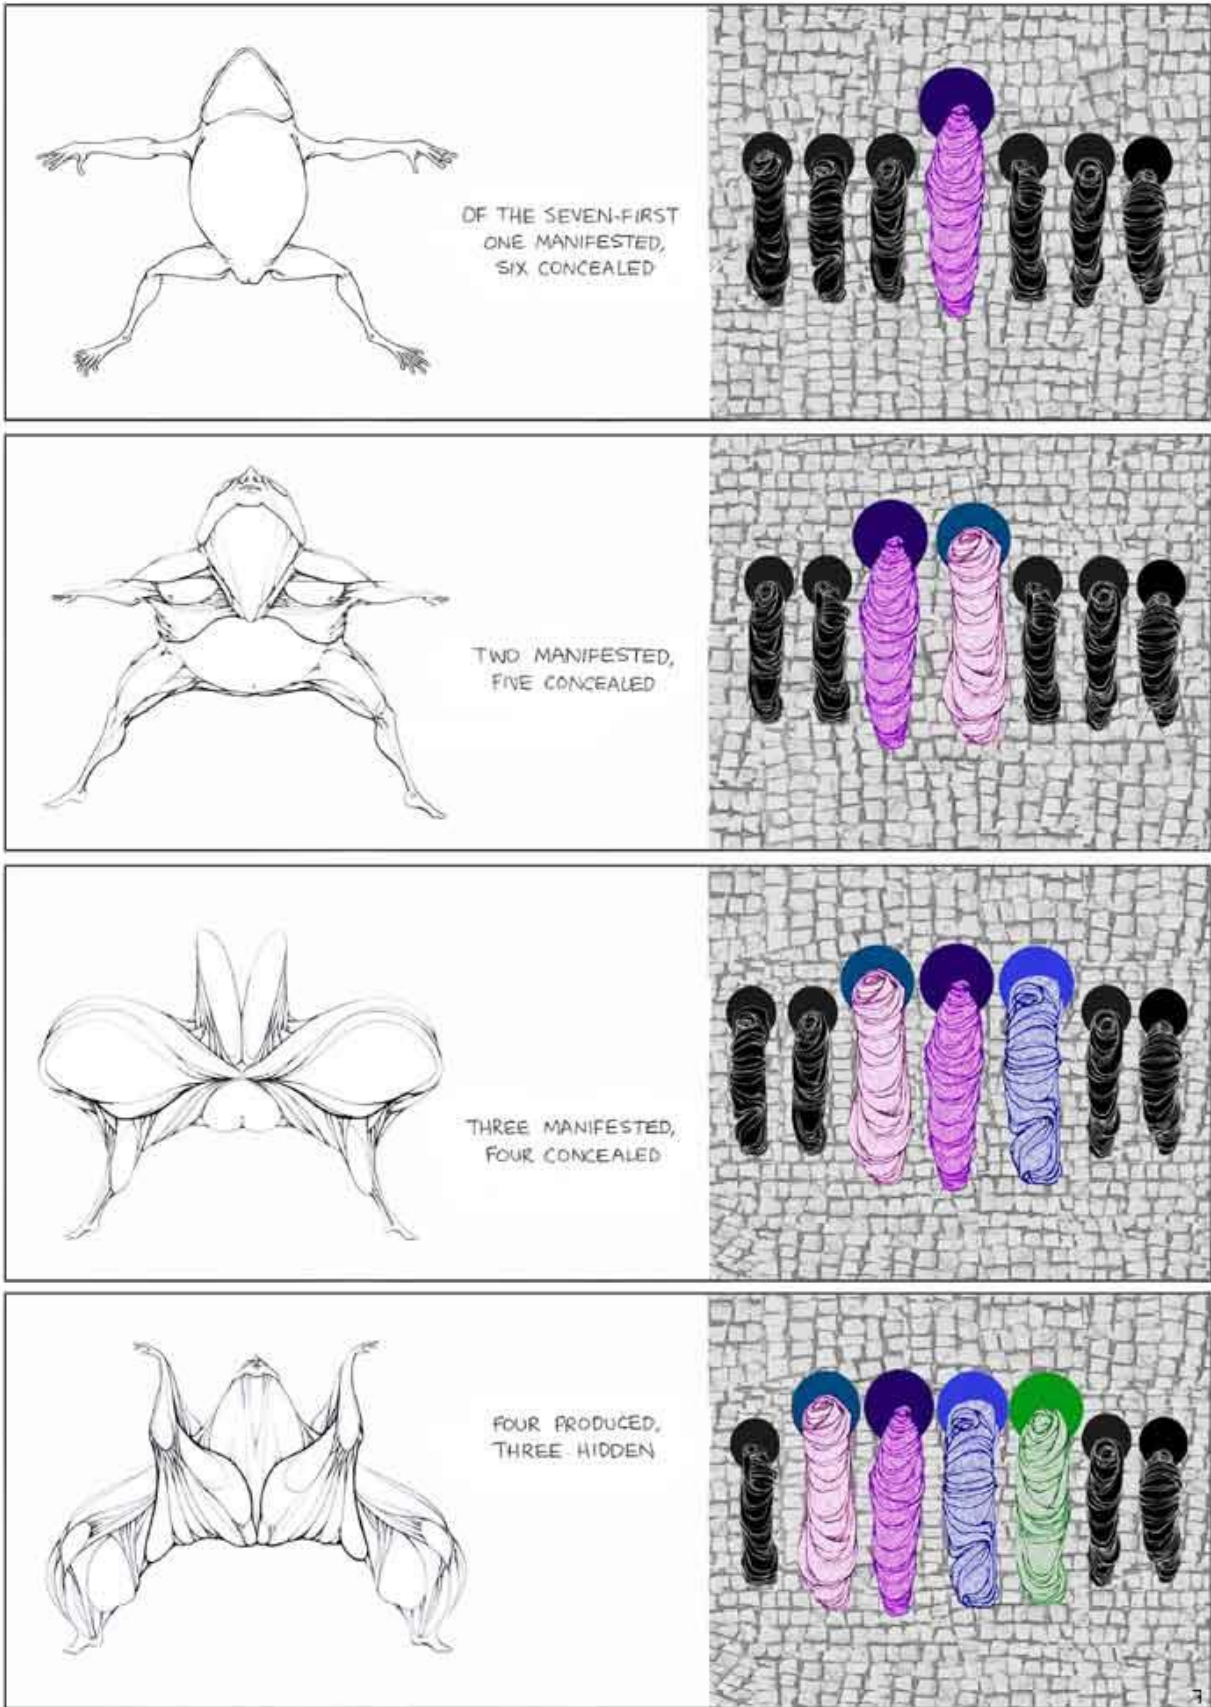 OF THE SEVEN-FIRST
ONE MANIFESTED,
SIX CONCEALED
TWO MANIFESTED,
FIVE CONCEALED
THREE MANIFESTED,
FOUR CONCEALED
FOUR PRODUCED,
THREE HIDDEN